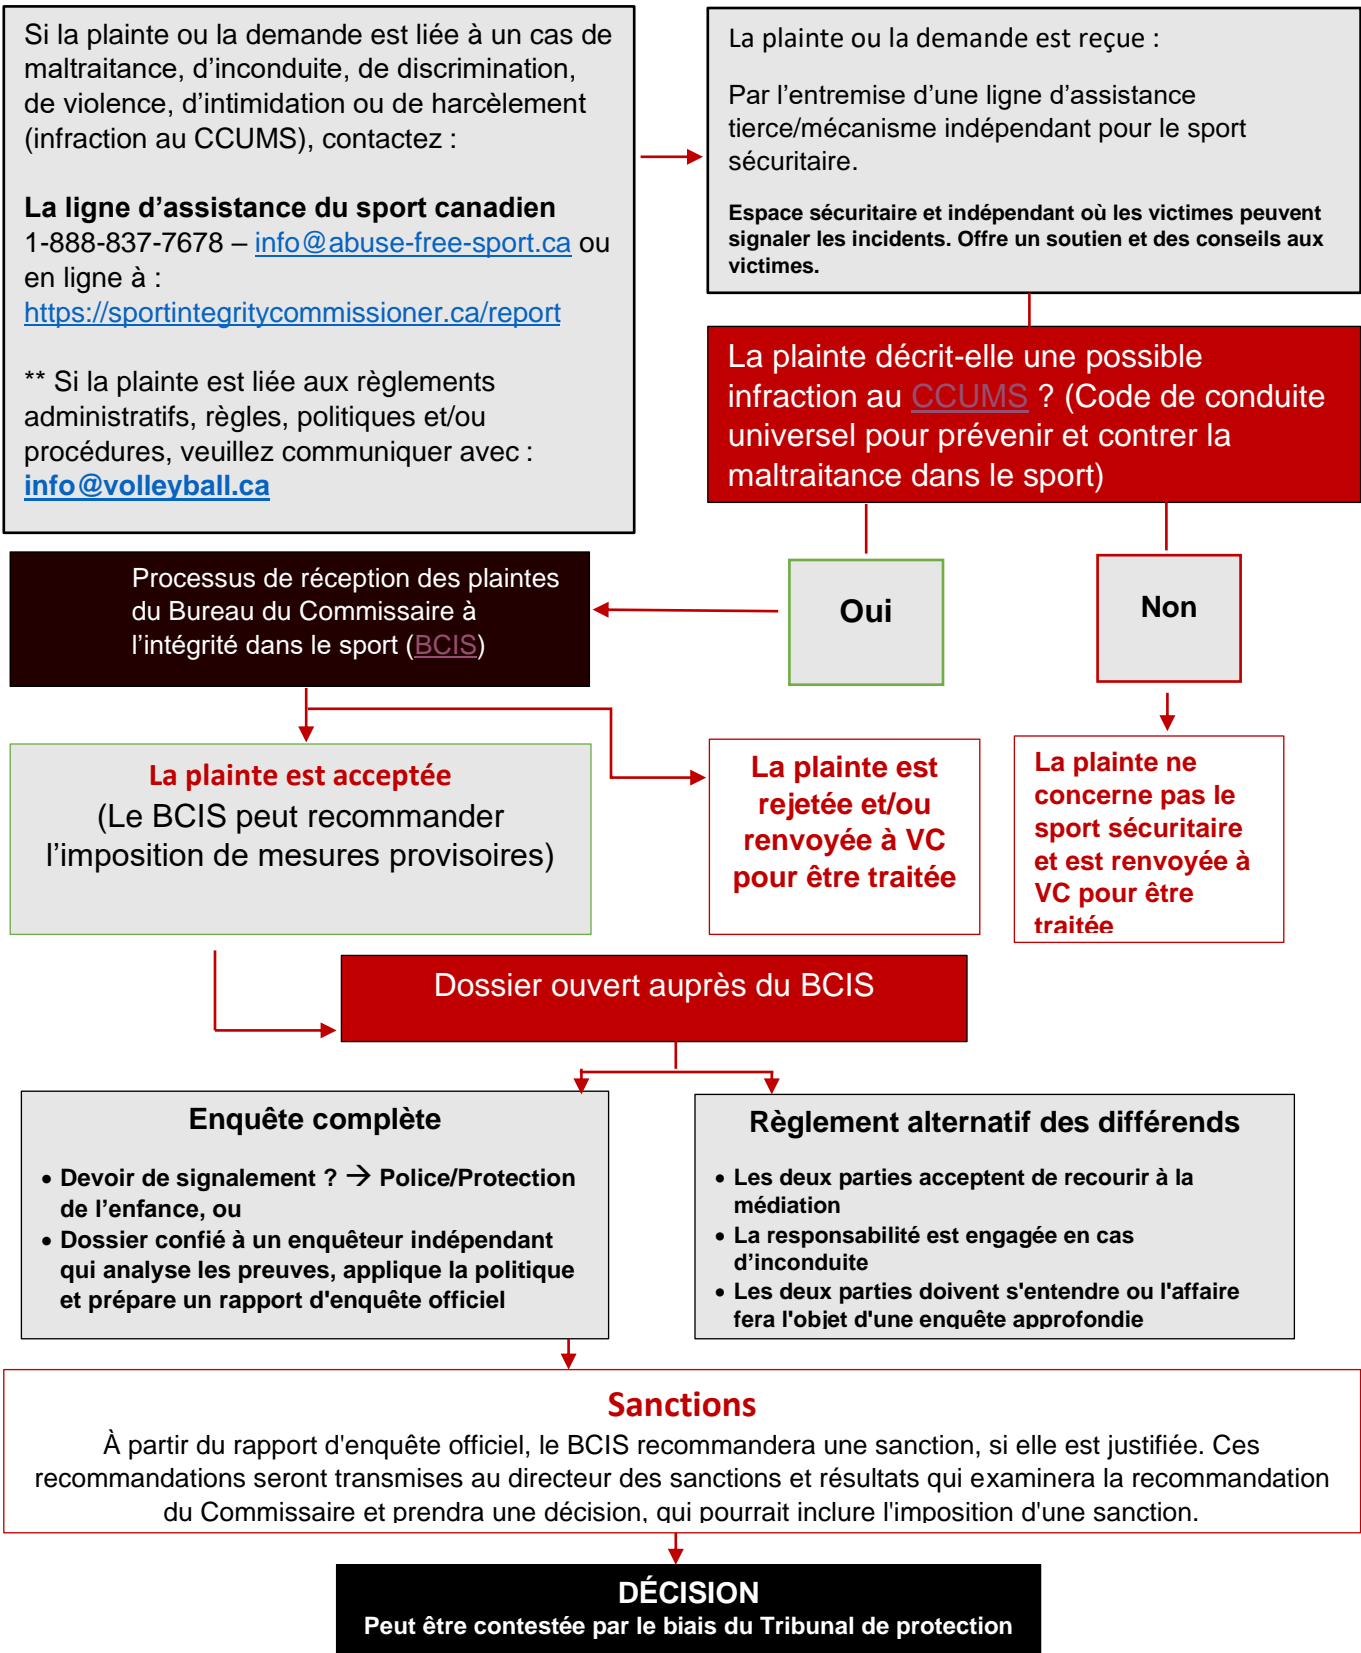 Si la plainte ou la demande est liée à un cas de
maltraitance, d’inconduite, de discrimination,
de violence, d’intimidation ou de harcèlement
(infraction au CCUMS), contactez :
La ligne d’assistance du sport canadien
1-888-837-7678 – info@abuse-free-sport.ca ou
en ligne à :
https://sportintegritycommissioner.ca/report
** Si la plainte est liée aux règlements
administratifs, règles, politiques et/ou
procédures, veuillez communiquer avec :
info@volleyball.ca
La plainte ou la demande est reçue :
Par l’entremise d’une ligne d’assistance
tierce/mécanisme indépendant pour le sport
sécuritaire.
Espace sécuritaire et indépendant où les victimes peuvent
signaler les incidents. Offre un soutien et des conseils aux
victimes.
La plainte décrit-elle une possible
infraction au CCUMS ? (Code de conduite
universel pour prévenir et contrer la
maltraitance dans le sport)
Oui
Non
Processus de réception des plaintes
du Bureau du Commissaire à
l’intégrité dans le sport (BCIS)
La plainte est acceptée
(Le BCIS peut recommander
l’imposition de mesures provisoires)
La plainte est
rejetée et/ou
renvoyée à VC
pour être traitée
La plainte ne
concerne pas le
sport sécuritaire
et est renvoyée à
VC pour être
traitée
Dossier ouvert auprès du BCIS
Enquête complète
• Devoir de signalement ? → Police/Protection
de l’enfance, ou
• Dossier confié à un enquêteur indépendant
qui analyse les preuves, applique la politique
et prépare un rapport d'enquête officiel
Règlement alternatif des différends
• Les deux parties acceptent de recourir à la
médiation
• La responsabilité est engagée en cas
d’inconduite
• Les deux parties doivent s'entendre ou l'affaire
fera l'objet d'une enquête approfondie
Sanctions
À partir du rapport d'enquête officiel, le BCIS recommandera une sanction, si elle est justifiée. Ces
recommandations seront transmises au directeur des sanctions et résultats qui examinera la recommandation
du Commissaire et prendra une décision, qui pourrait inclure l'imposition d'une sanction.
DÉCISION
Peut être contestée par le biais du Tribunal de protection